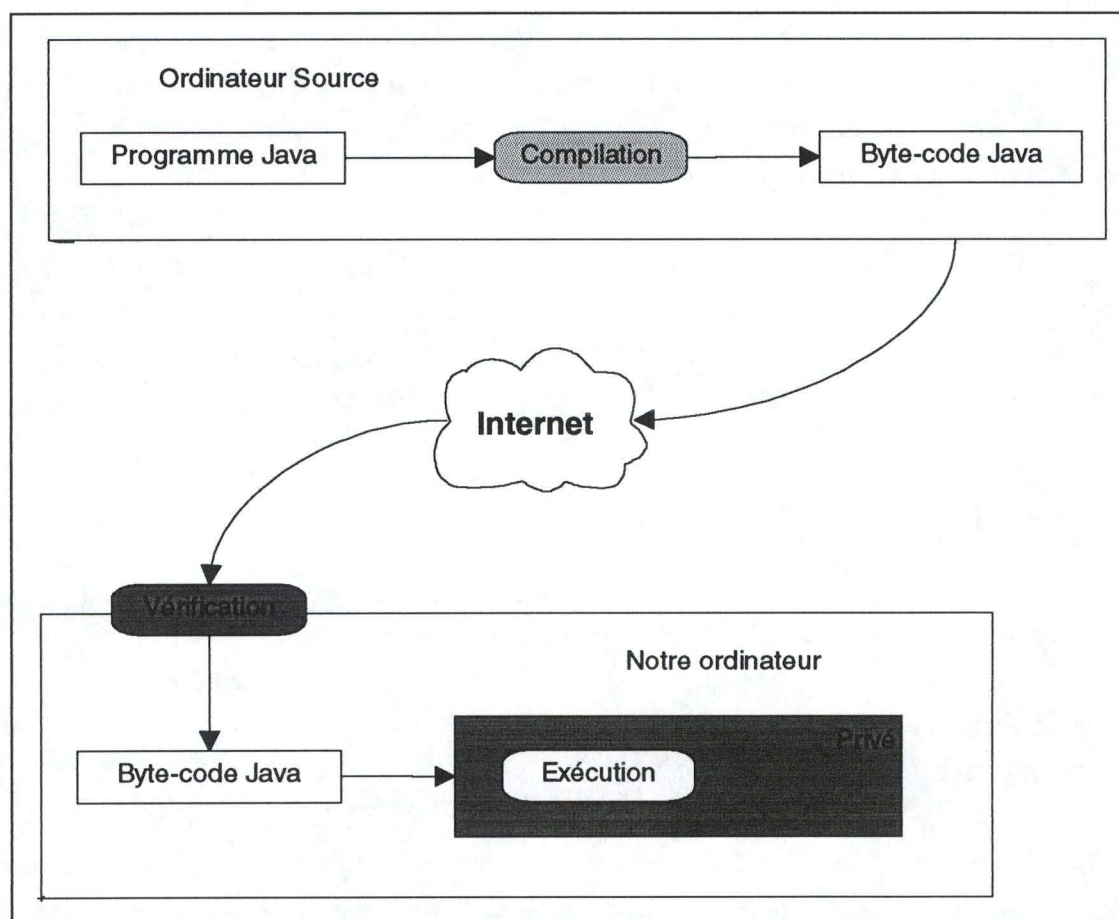 Ordinateur Source
Programme Java
Compilation
Byte-code Java
Internet
Vérification
Notre ordinateur
Privé
Byte-code Java
Exécution